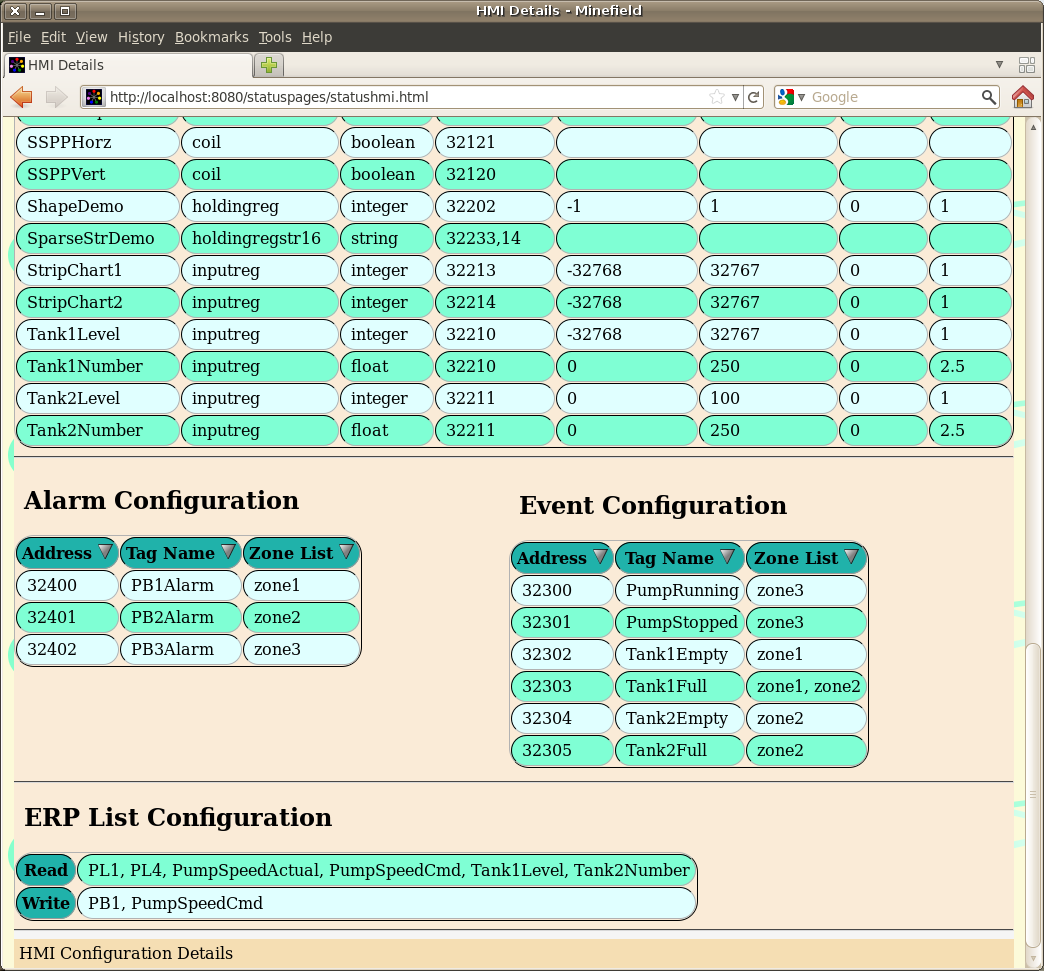 HMI Details - Minefield
File Edit View History Bookmarks Tools Help
HMI Details
http://localhost:8080/statuspages/statushmi.html Google
SSPPHorz coil boolean 32121
SSPPVert coil boolean 32120
ShapeDemo holdingreg integer 32202 -1 1 0 1
SparseStrDemo holdingregstr16 string 32233,14
StripChart1 inputreg integer 32213 -32768 32767 0 1
StripChart2 inputreg integer 32214 -32768 32767 0 1
Tank1Level inputreg integer 32210 -32768 32767 0 1
Tank1Number inputreg float 32210 0 250 0 2.5
Tank2Level inputreg integer 32211 0 100 0 1
Tank2Number inputreg float 32211 0 250 0 2.5
Alarm Configuration
Address Tag Name Zone List
32400 PB1Alarm zone1
32401 PB2Alarm zone2
32402 PB3Alarm zone3
Event Configuration
Address Tag Name Zone List
32300 PumpRunning zone3
32301 PumpStopped zone3
32302 Tank1Empty zone1
32303 Tank1Full zone1, zone2
32304 Tank2Empty zone2
32305 Tank2Full zone2
ERP List Configuration
Read PL1, PL4, PumpSpeedActual, PumpSpeedCmd, Tank1Level, Tank2Number
Write PB1, PumpSpeedCmd
HMI Configuration Details